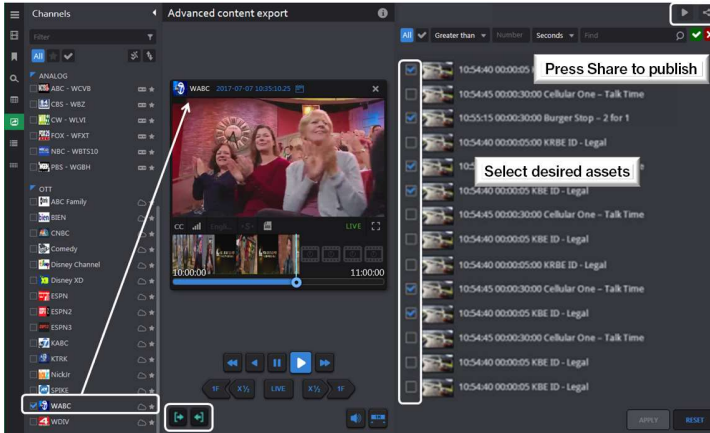 Channels
Filter
All
ANALOG
ABC - WCVB
CBS - WBZ
CW - WLVI
FOX - WFXT
NBC - WBTS10
PBS - WGBH
OTT
ABC Family
BIEN
CNBC
Comedy
Disney Channel
Disney XD
ESPN
ESPN2
ESPN3
KABC
KTRK
NickJr
SPIKE
WABC
WDIV
Advanced content export
WABC 2017-07-07 10:35:10.25
CC
LIVE
10:00:00 11:00:00
1F X½ LIVE X½ 1F
All Greater than Number Seconds Find
10:54:40 00:00:05
Press Share to publish
10:54:45 00:00:30:00 Cellular One – Talk Time
10:55:15 00:00:30:00 Burger Stop – 2 for 1
10:54:40 00:00:05:00 KRBE ID - Legal
Select desired assets
10:54:40 00:00:05 KBE ID - Legal
10:54:45 00:00:30:00 Cellular One – Talk Time
10:54:40 00:00:05 KBE ID - Legal
10:54:40 00:00:05:00 KRBE ID - Legal
10:54:45 00:00:30:00 Cellular One – Talk Time
10:54:40 00:00:05 KBE ID - Legal
10:54:45 00:00:30:00 Cellular One – Talk Time
10:54:40 00:00:05 KBE ID - Legal
10:54:40 00:00:05 KBE ID - Legal
APPLY RESET